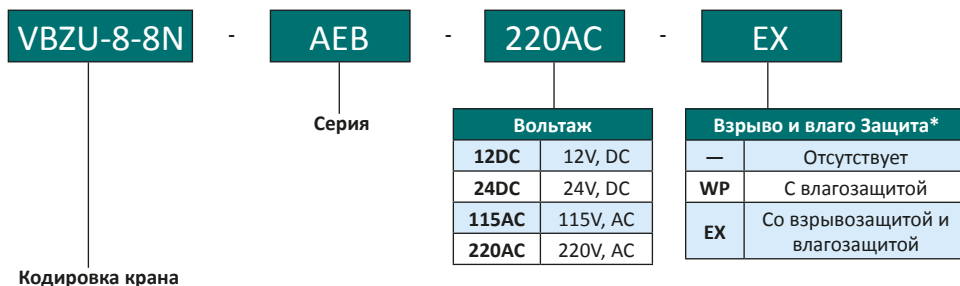 VBZU-8-8N - AEB - 220AC - EX
Серия
Вольтаж
12DC 12V, DC
24DC 24V, DC
115AC 115V, AC
220AC 220V, AC
Взрыво и влаго Защита*
— Отсутствует
WP С влагозащитой
EX Со взрывозащитой и
влагозащитой
Кодировка крана